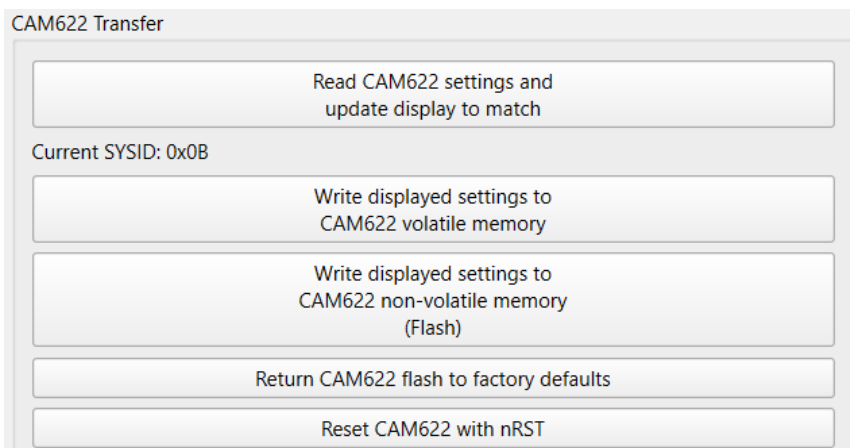 CAM622 Transfer
Read CAM622 settings and
update display to match
Current SYSID: 0x0B
Write displayed settings to
CAM622 volatile memory
Write displayed settings to
CAM622 non-volatile memory
(Flash)
Return CAM622 flash to factory defaults
Reset CAM622 with nRST